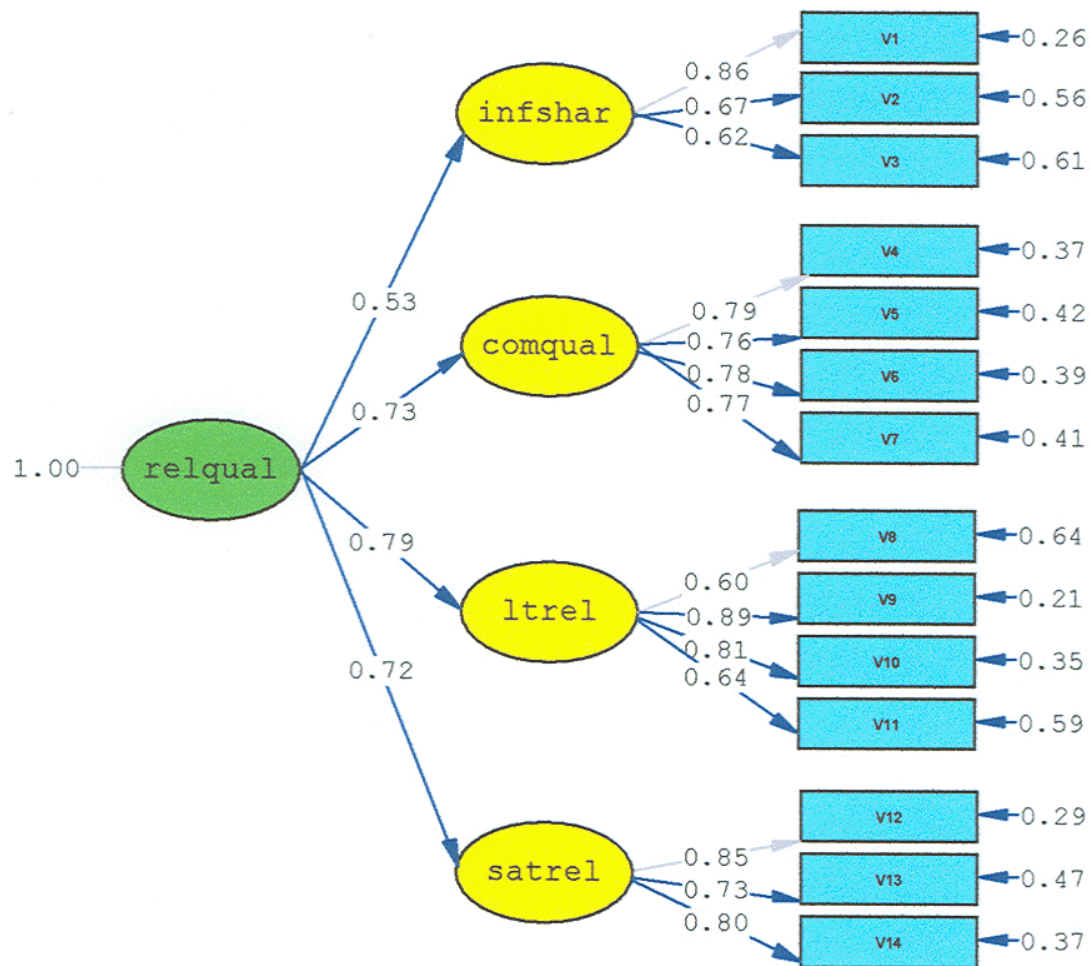 V1
0.26
0.86
V2
0.56
infshar
0.67
0.62
V3
0.61
V4
0.37
0.79
V5
0.42
0.53
comqual
0.76
0.78
V6
0.39
0.73
0.77
V7
0.41
1.00
relqual
0.79
V8
0.64
0.60
V9
0.21
ltrel
0.89
0.81
V10
0.35
0.72
0.64
V11
0.59
V12
0.29
0.85
satrel
0.73
V13
0.47
0.80
V14
0.37